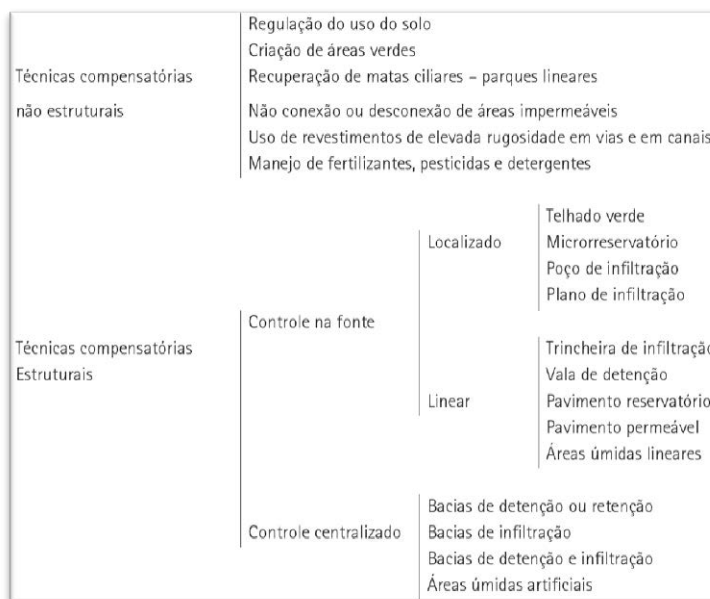 Regulação do uso do solo
Criação de áreas verdes
Técnicas compensatórias
não estruturais
Recuperação de matas ciliares – parques lineares
Não conexão ou desconexão de áreas impermeáveis
Uso de revestimentos de elevada rugosidade em vias e em canais
Manejo de fertilizantes, pesticidas e detergentes
Técnicas compensatórias
Estruturais
Controle na fonte
Localizado
Telhado verde
Microrreservatório
Poço de infiltração
Plano de infiltração
Linear
Trincheira de infiltração
Vala de detenção
Pavimento reservatório
Pavimento permeável
Áreas úmidas lineares
Controle centralizado
Bacias de detenção ou retenção
Bacias de infiltração
Bacias de detenção e infiltração
Áreas úmidas artificiais